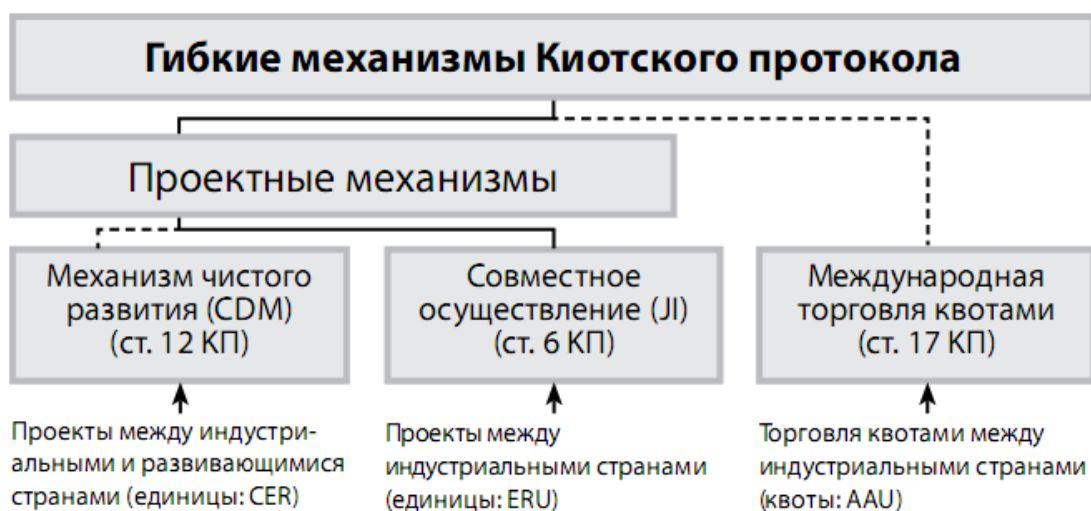 Гибкие механизмы Киотского протокола
Проектные механизмы
Механизм чистого
развития (CDM)
(ст. 12 КП)
Совместное
осуществление (JI)
(ст. 6 КП)
Международная
торговля квотами
(ст. 17 КП)
Проекты между индустри-
альными и развивающимися
странами (единицы: CER)
Проекты между
индустриальными странами
(единицы: ERU)
Торговля квотами между
индустриальными странами
(квоты: AAU)